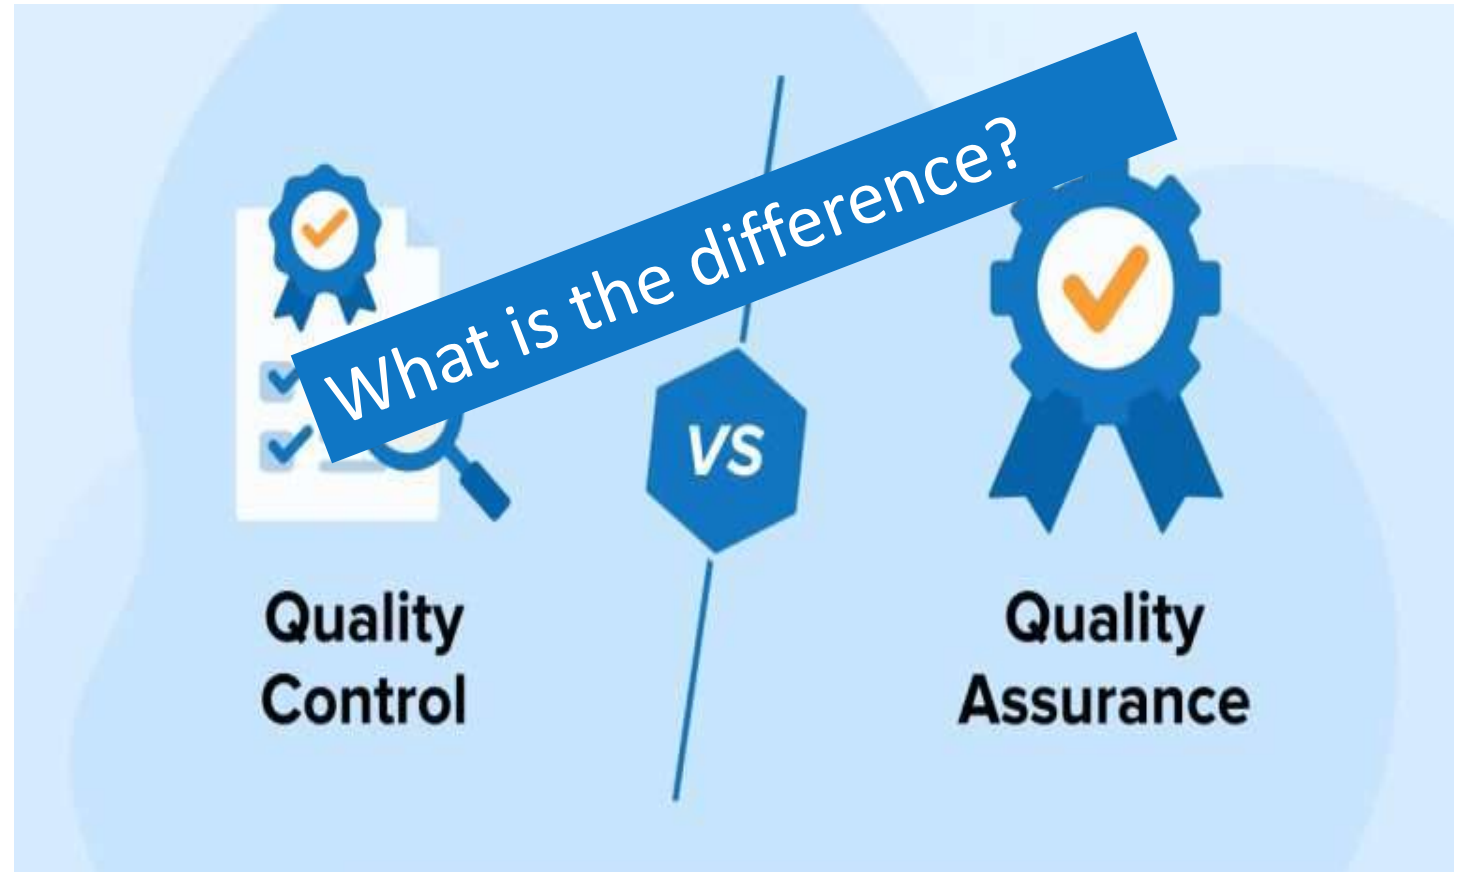 What is the difference?
VS
Quality
Control
Quality
Assurance